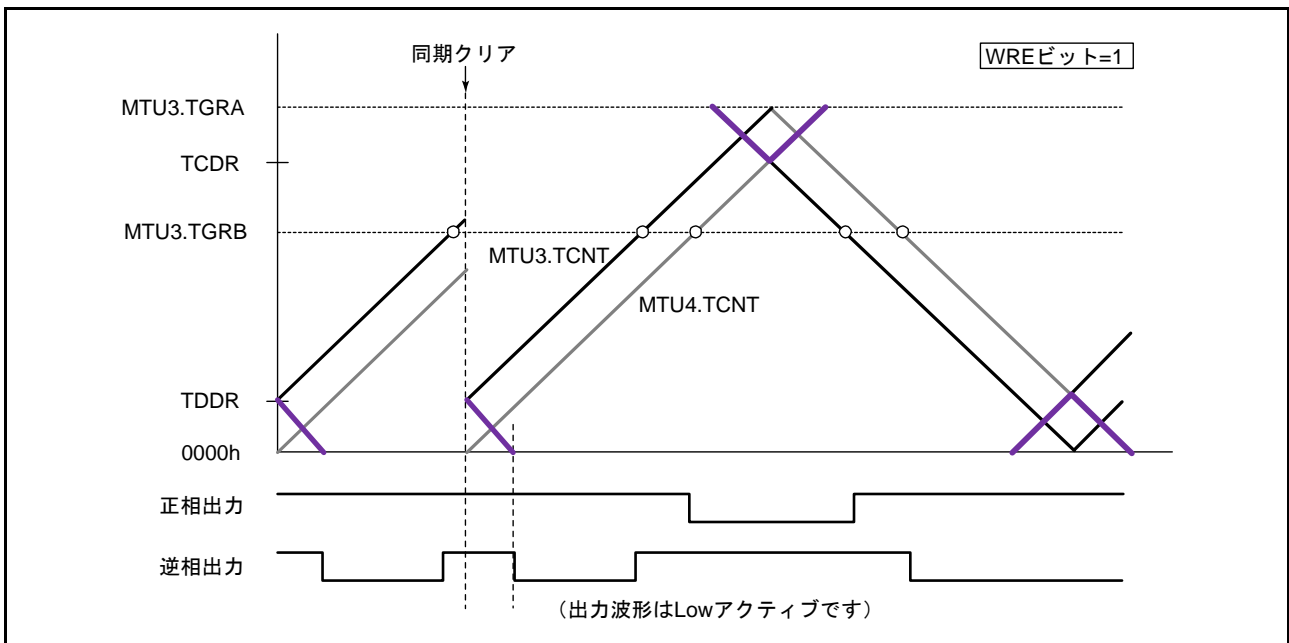 同期クリア
WREビット=1
MTU3.TGRA
TCDR
MTU3.TGRB
MTU3.TCNT
MTU4.TCNT
TDDR
0000h
正相出力
逆相出力
（出力波形はLowアクティブです）